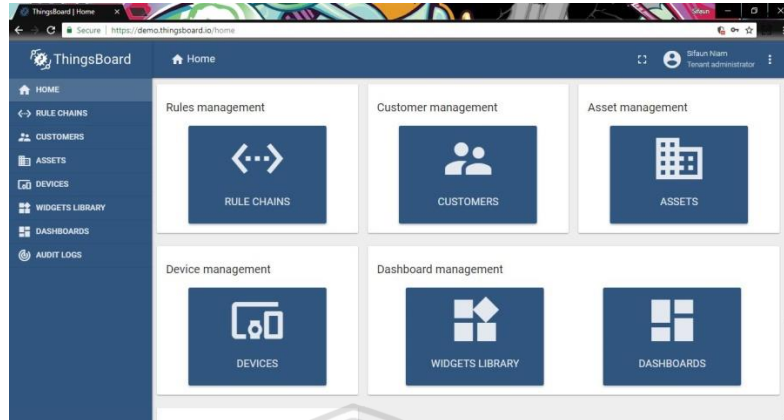 ThingsBoard | Home
Sifaun
Secure | https://demo.thingsboard.io/home
ThingsBoard
Home
Sifaun Niam
Tenant administrator
HOME
RULE CHAINS
CUSTOMERS
ASSETS
DEVICES
WIDGETS LIBRARY
DASHBOARDS
AUDIT LOGS
Rules management
Customer management
Asset management
RULE CHAINS
CUSTOMERS
ASSETS
Device management
Dashboard management
DEVICES
WIDGETS LIBRARY
DASHBOARDS